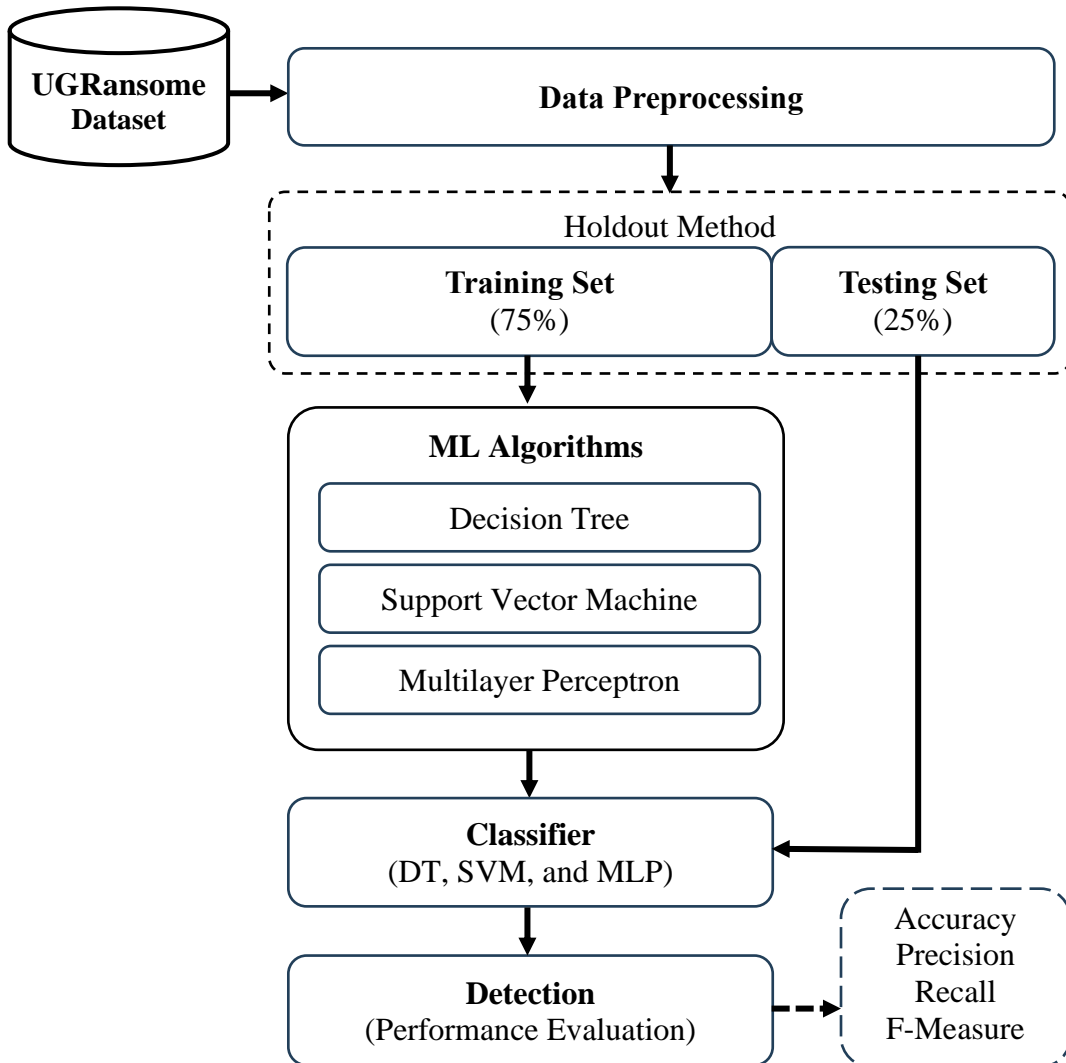 UGRansome
Dataset
Data Preprocessing
Holdout Method
Training Set
(75%)
Testing Set
(25%)
ML Algorithms
Decision Tree
Support Vector Machine
Multilayer Perceptron
Classifier
(DT, SVM, and MLP)
Detection
(Performance Evaluation)
Accuracy
Precision
Recall
F-Measure